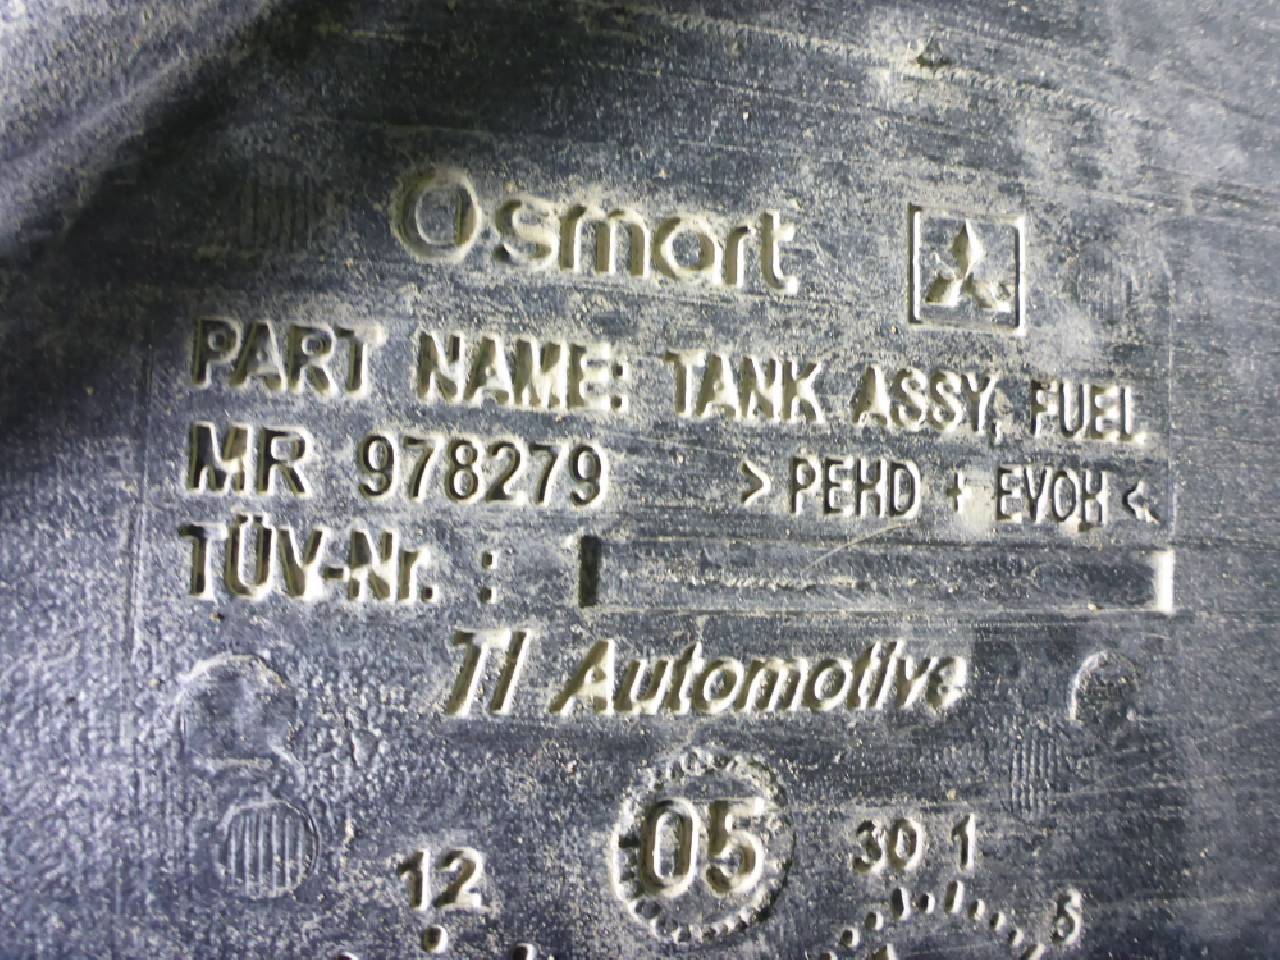 smart
PART NAME: TANK ASSY, FUEL
MR 978279 > PEHD + EVOH <
TÜV-Nr. :
TI Automotive
12 05 30 1
5